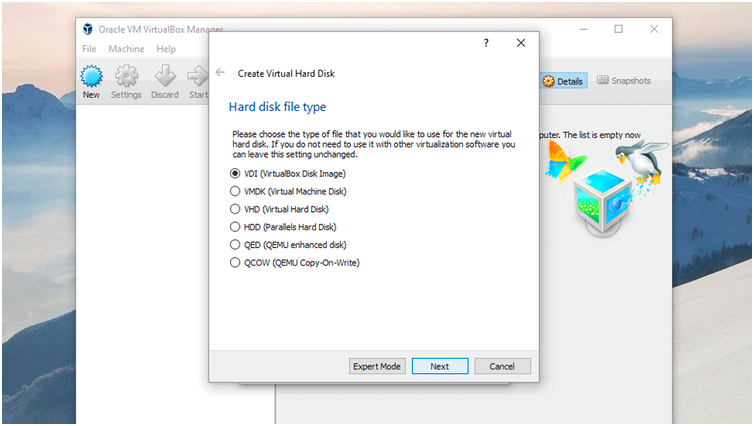 Oracle VM VirtualBox Manager
File Machine Help
?
Create Virtual Hard Disk
New Settings Discard Start
Details Snapshots
Hard disk file type
Please choose the type of file that you would like to use for the new virtual
hard disk. If you do not need to use it with other virtualization software you
can leave this setting unchanged.
puter. The list is empty now
VDI (VirtualBox Disk Image)
VMDK (Virtual Machine Disk)
VHD (Virtual Hard Disk)
HDD (Parallels Hard Disk)
QED (QEMU enhanced disk)
QCOW (QEMU Copy-On-Write)
Expert Mode Next Cancel